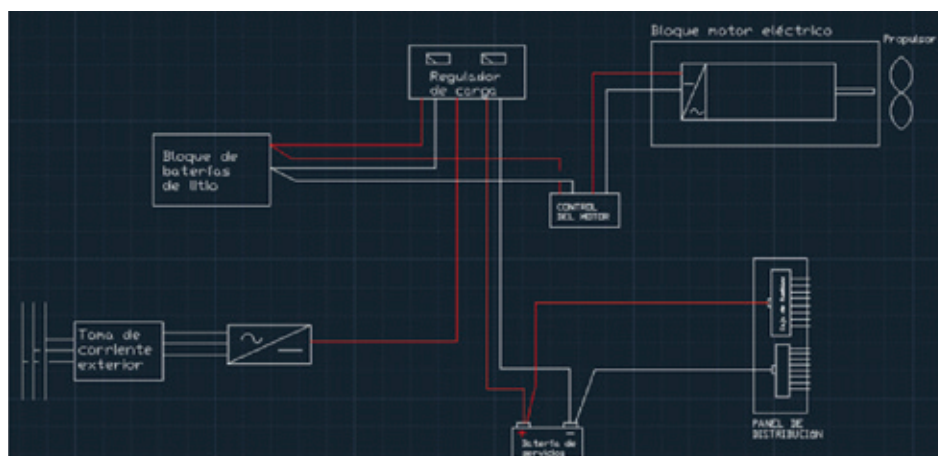 Bloque motor eléctrico
Propulsor
Regulador
de carga
Bloque de
baterías
de litio
CONTROL
DEL MOTOR
Toma de
corriente
exterior
PANEL DE
DISTRIBUCION
Batería de
servicios